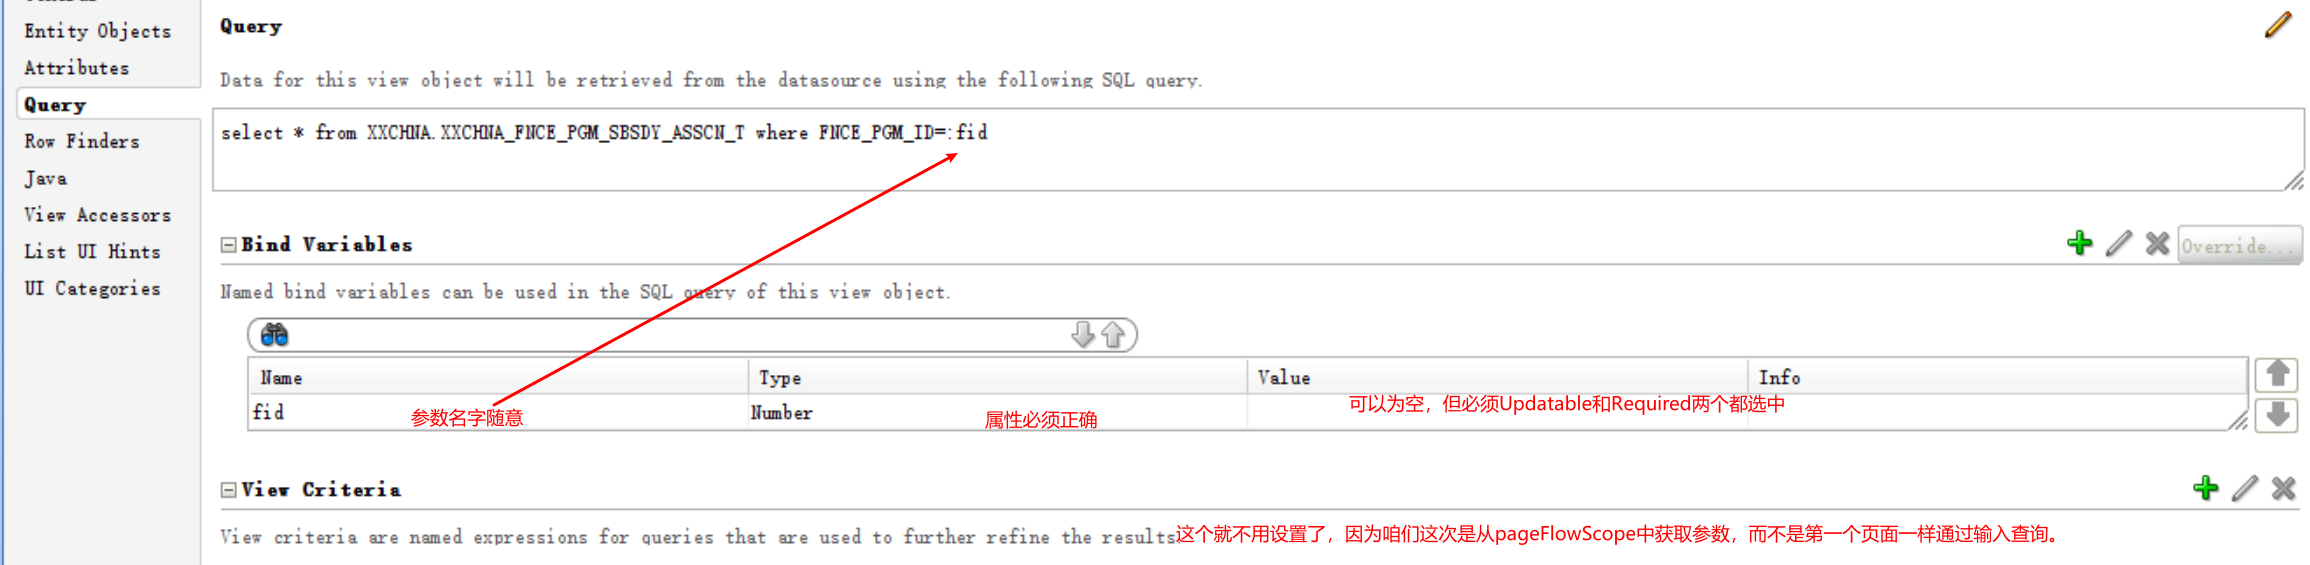 Query
Entity Objects
Attributes
Data for this view object will be retrieved from the datasource using the following SQL query.
Query
select * from XXCHNA.XXCHNA_FNCE_PGM_SBSDY_ASSCN_T where FNCE_PGM_ID=:fid
Row Finders
Java
View Accessors
List UI Hints
UI Categories
Bind Variables
Override...
Named bind variables can be used in the SQL query of this view object.
Name Type Value Info
fid 参数名字随意 Number 属性必须正确 可以为空，但必须Updatable和Required两个都选中
View Criteria
View criteria are named expressions for queries that are used to further refine the results
这个就不用设置了，因为咱们这次是从pageFlowScope中获取参数，而不是第一个页面一样通过输入查询。